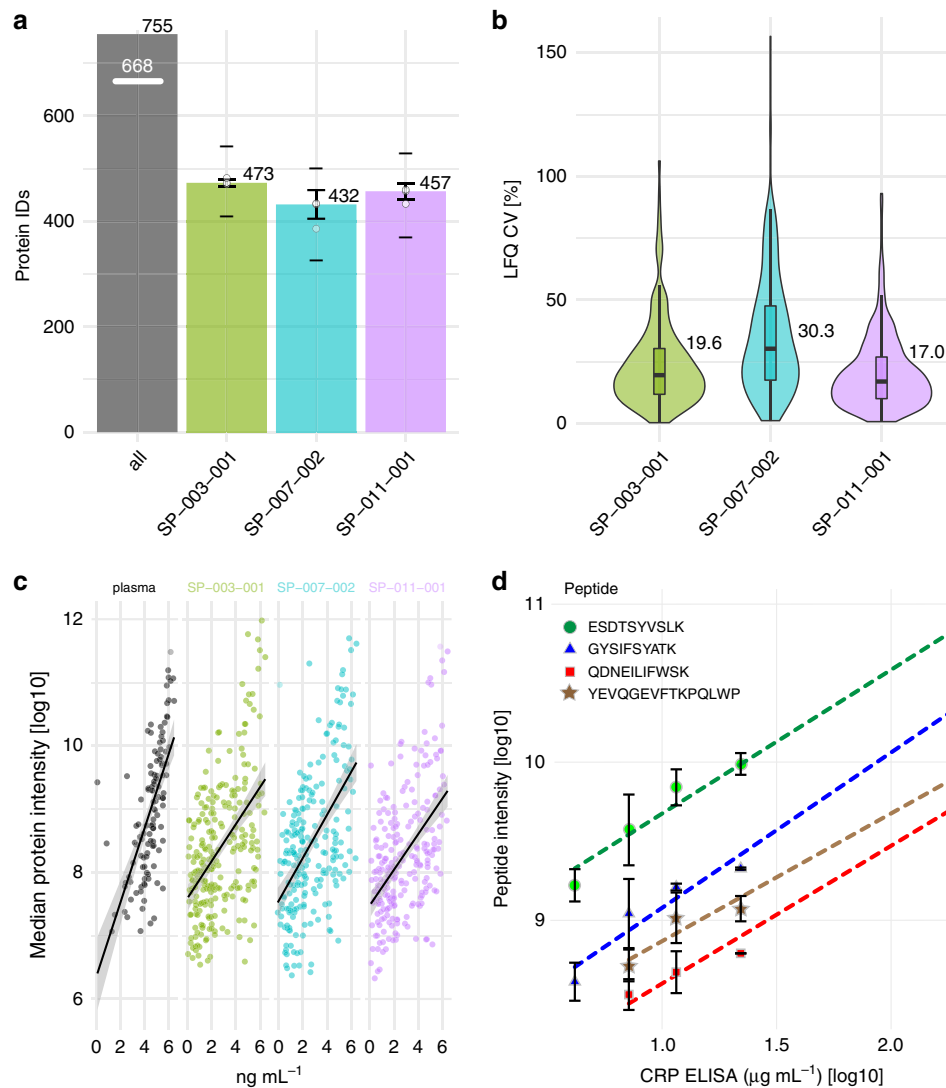 a
Protein IDs
755
668
473
432
457
600
400
200
0
all
SP−003−001
SP−007−002
SP−011−001
b
LFQ CV [%]
150
100
50
0
19.6
30.3
17.0
SP−003−001
SP−007−002
SP−011−001
c
plasma
SP−003−001
SP−007−002
SP−011−001
Median protein intensity [log10]
12
10
8
6
0 2 4 6 0 2 4 6 0 2 4 6 0 2 4 6
ng mL−1
d
Peptide
ESDTSYVSLK
GYSIFSYATK
QDNEILIFWSK
YEVQGEVFTKPQLWP
Peptide intensity [log10]
11
10
9
1.0 1.5 2.0
CRP ELISA (μg mL−1) [log10]